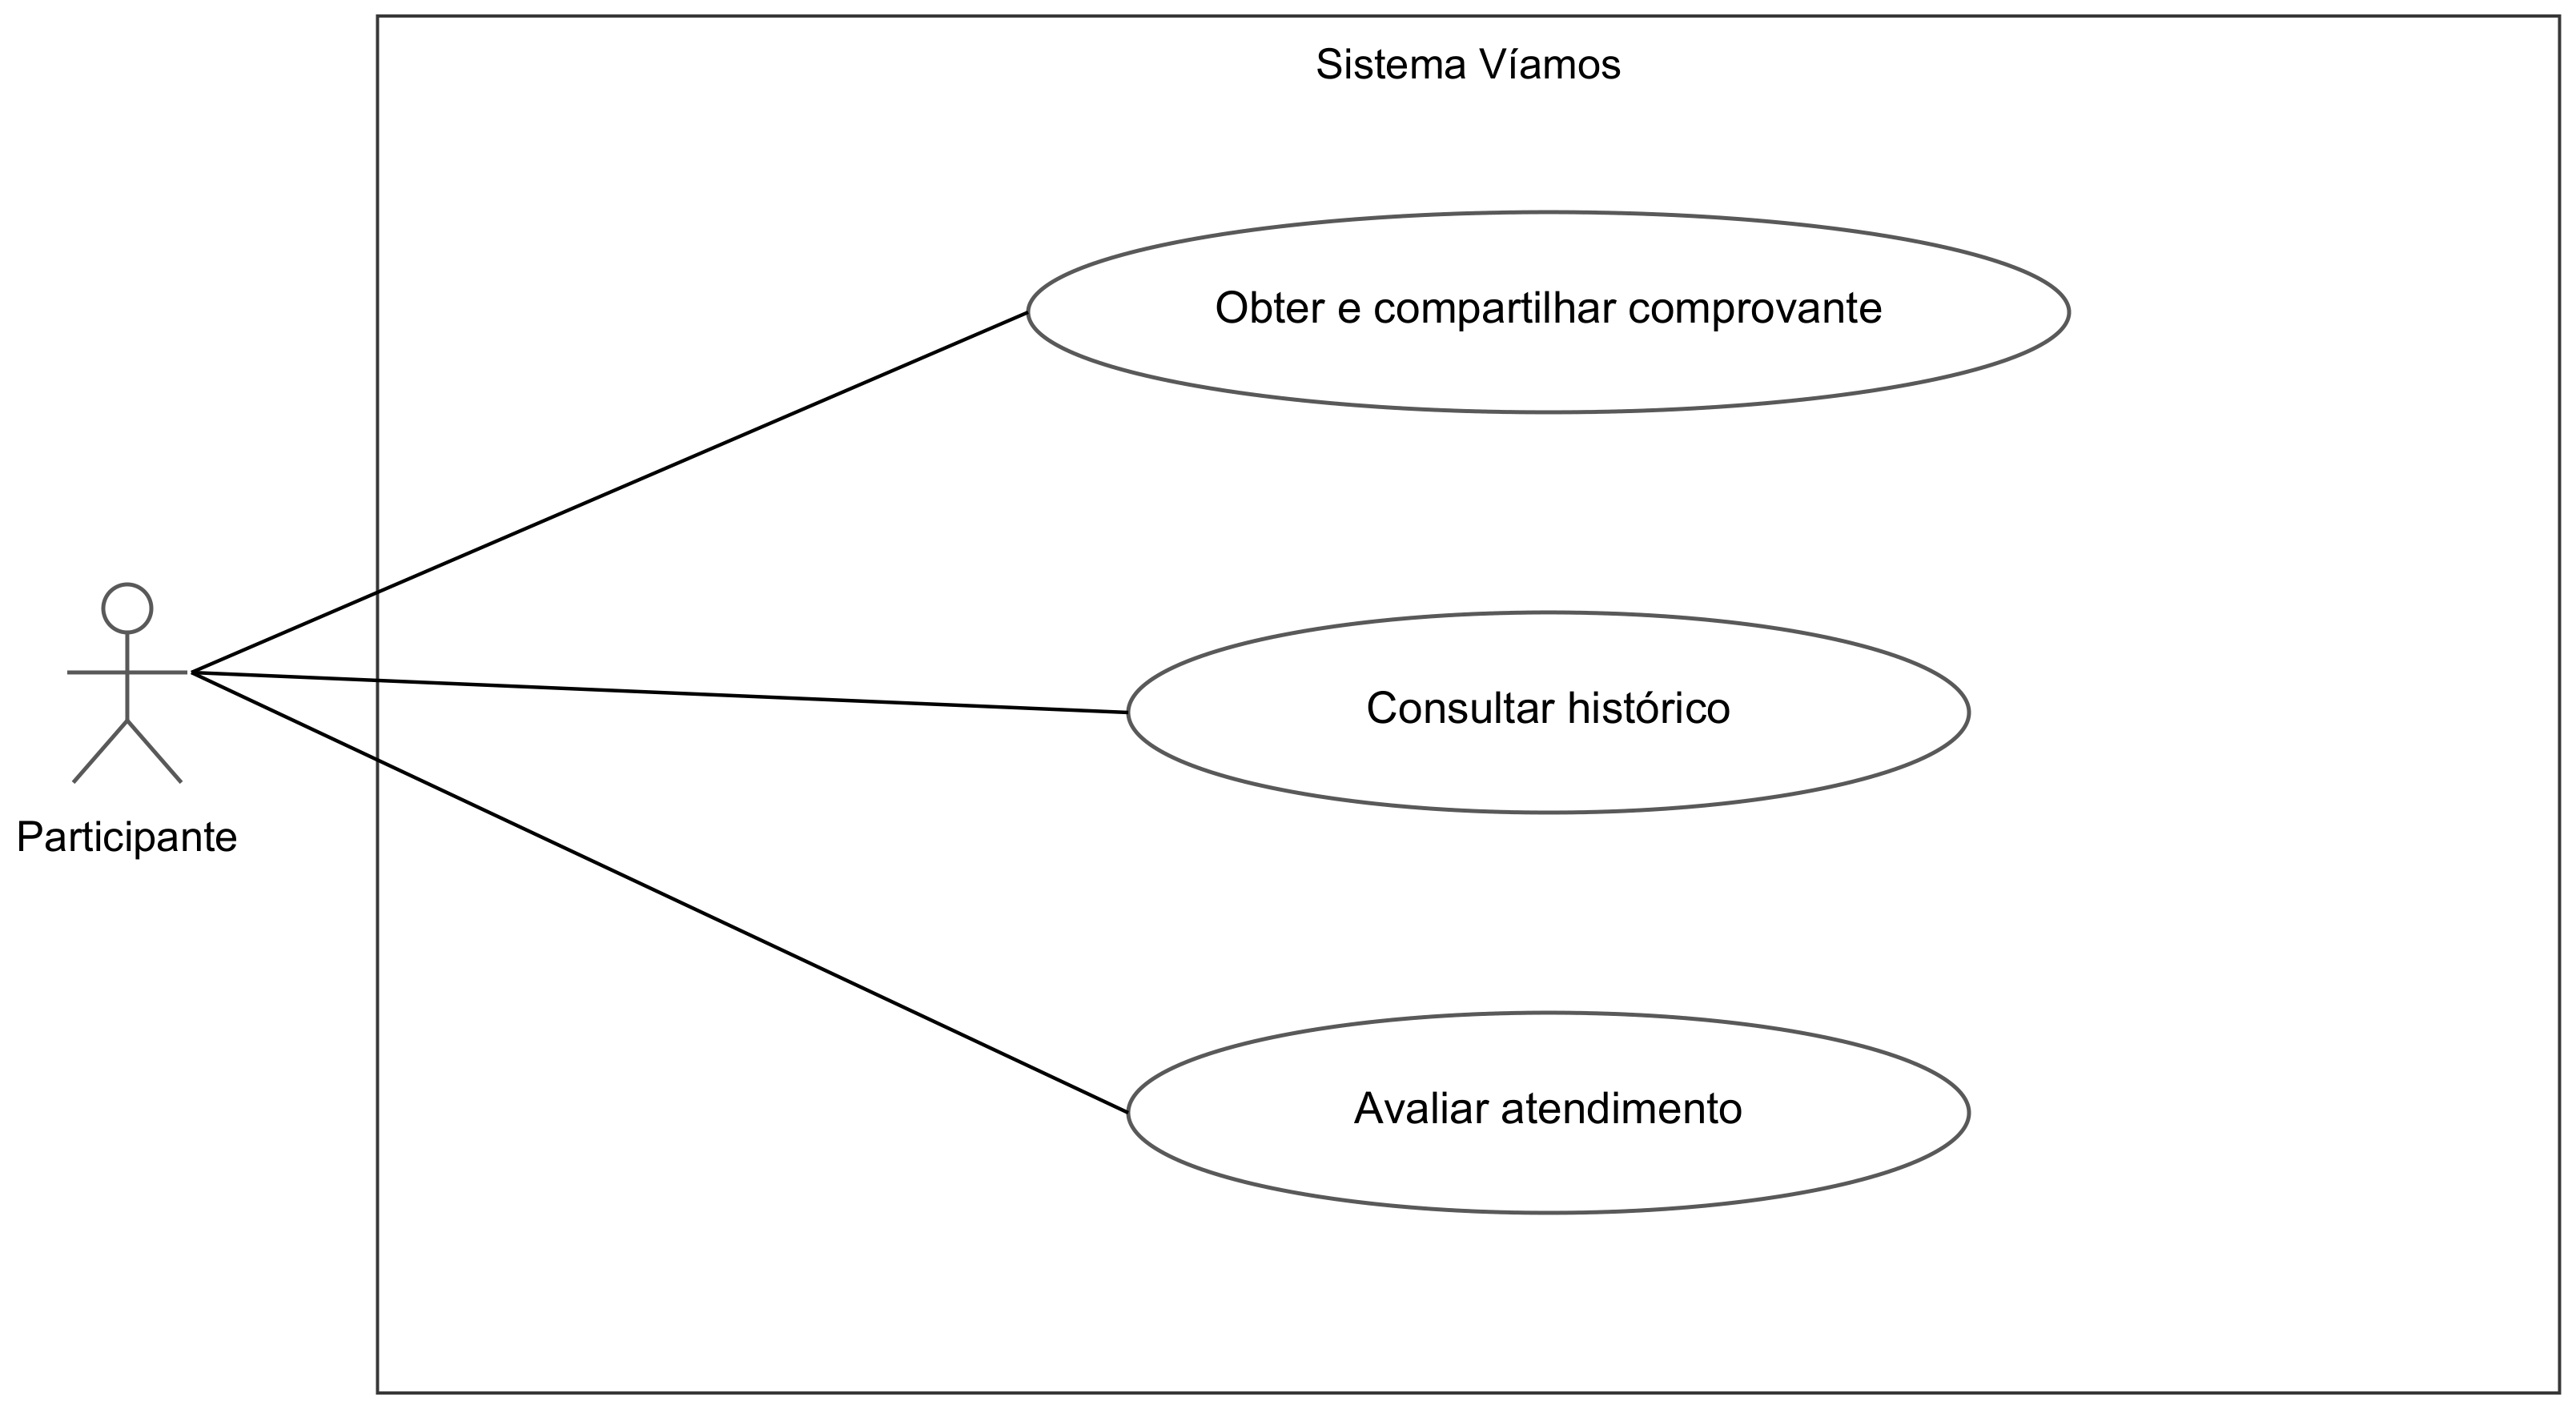 Sistema Víamos
Obter e compartilhar comprovante
Consultar histórico
Participante
Avaliar atendimento